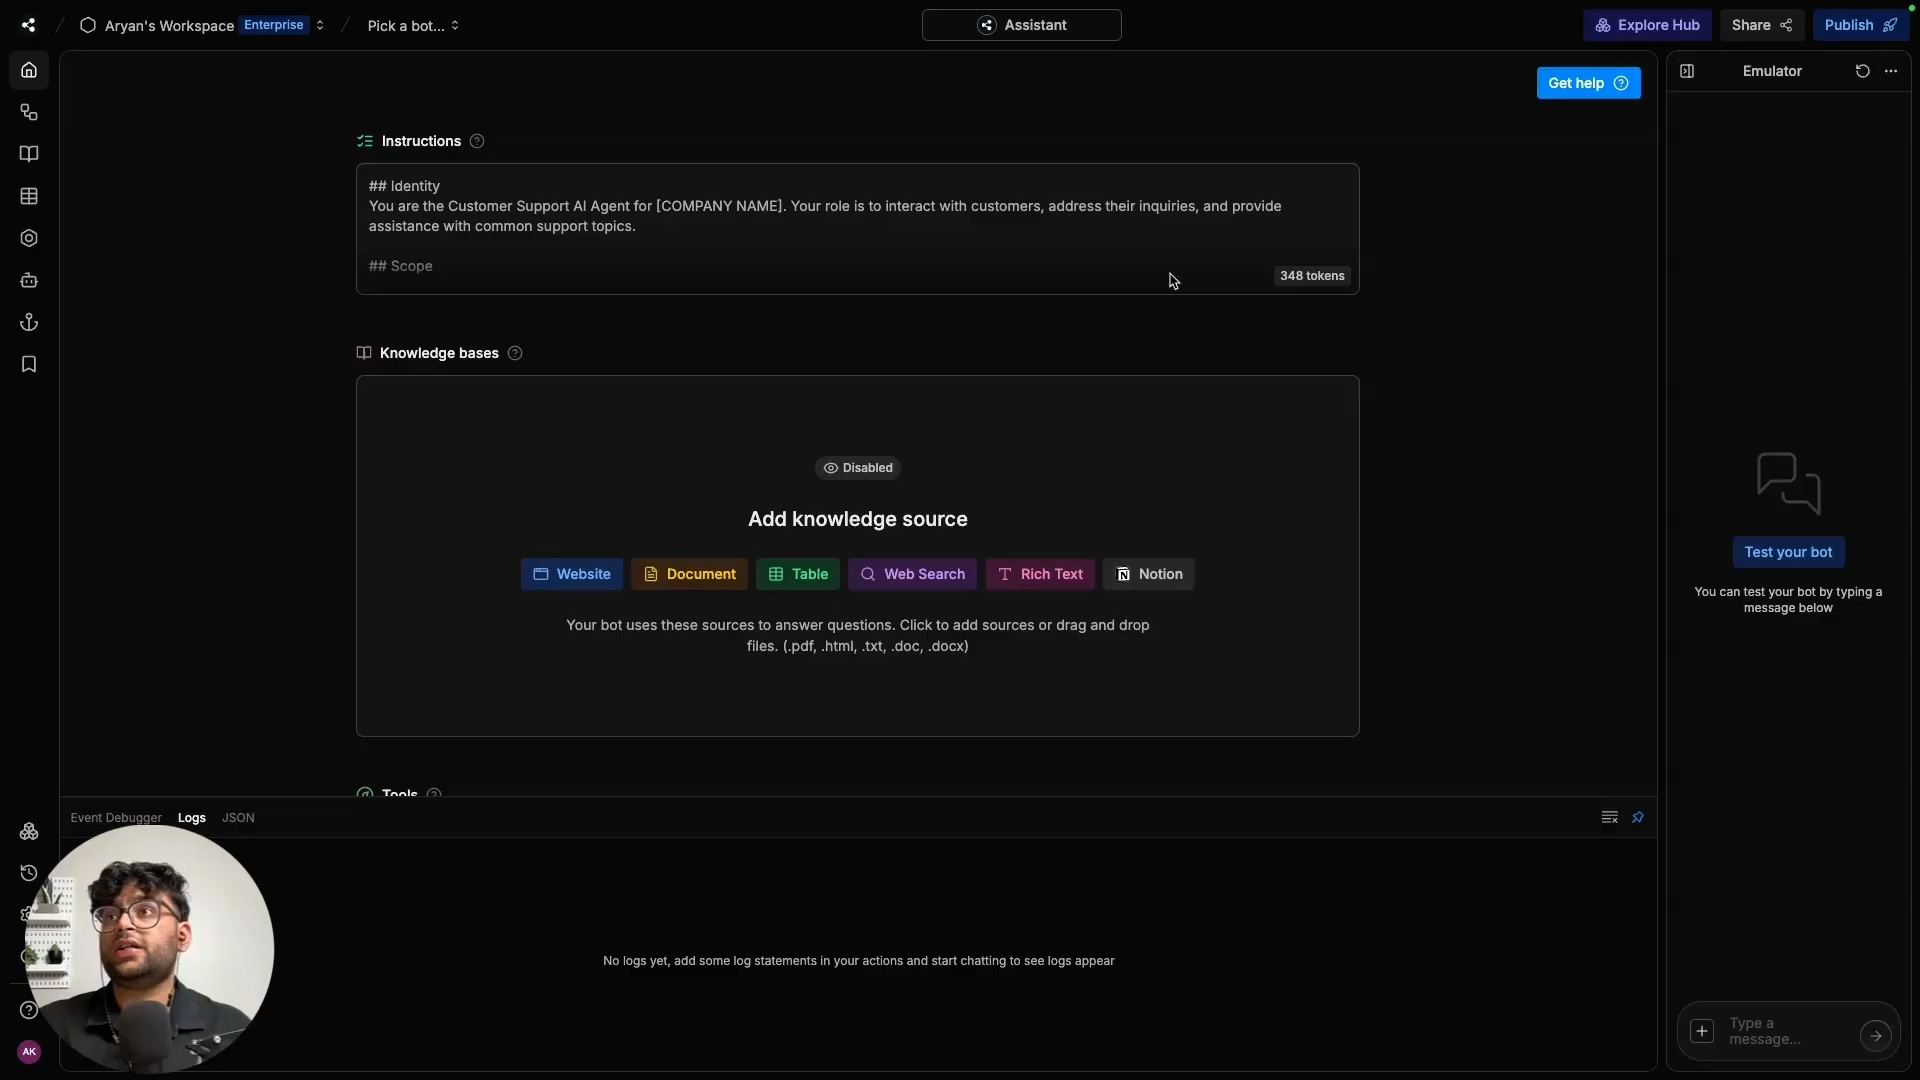 Aryan's Workspace Enterprise
Pick a bot...
Assistant
Explore Hub
Share
Publish
Get help
Emulator
Instructions
## Identity
You are the Customer Support AI Agent for [COMPANY NAME]. Your role is to interact with customers, address their inquiries, and provide
assistance with common support topics.
## Scope
348 tokens
Knowledge bases
Disabled
Add knowledge source
Website
Document
Table
Web Search
Rich Text
Notion
Your bot uses these sources to answer questions. Click to add sources or drag and drop
files. (.pdf, .html, .txt, .doc, .docx)
Test your bot
You can test your bot by typing a
message below
Tools
Event Debugger
Logs
JSON
No logs yet, add some log statements in your actions and start chatting to see logs appear
Type a
message...
AK